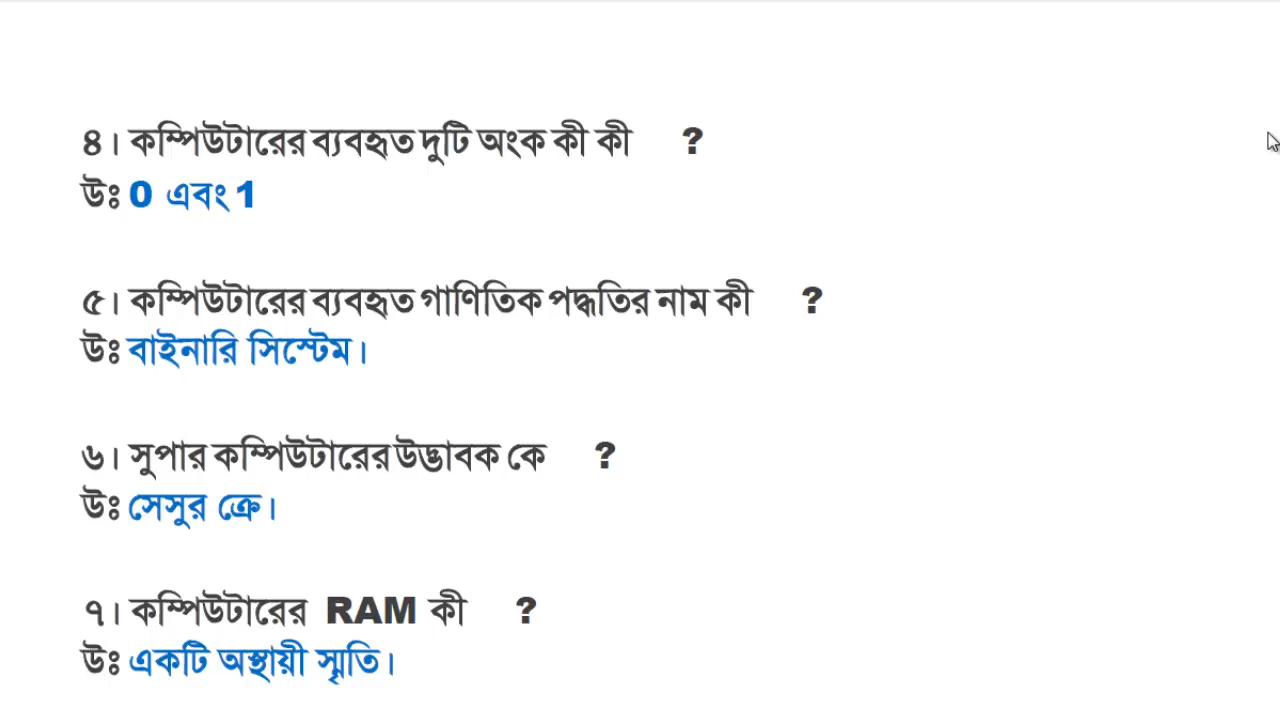 ৪। কম্পিউটারের ব্যবহৃত দুটি অংক কী কী ?
উঃ 0 এবং 1
৫। কম্পিউটারের ব্যবহৃত গাণিতিক পদ্ধতির নাম কী ?
উঃ বাইনারি সিস্টেম।
৬। সুপার কম্পিউটারের উদ্ভাবক কে ?
উঃ সেসুর ক্রে।
৭। কম্পিউটারের RAM কী ?
উঃ একটি অস্থায়ী স্মৃতি।